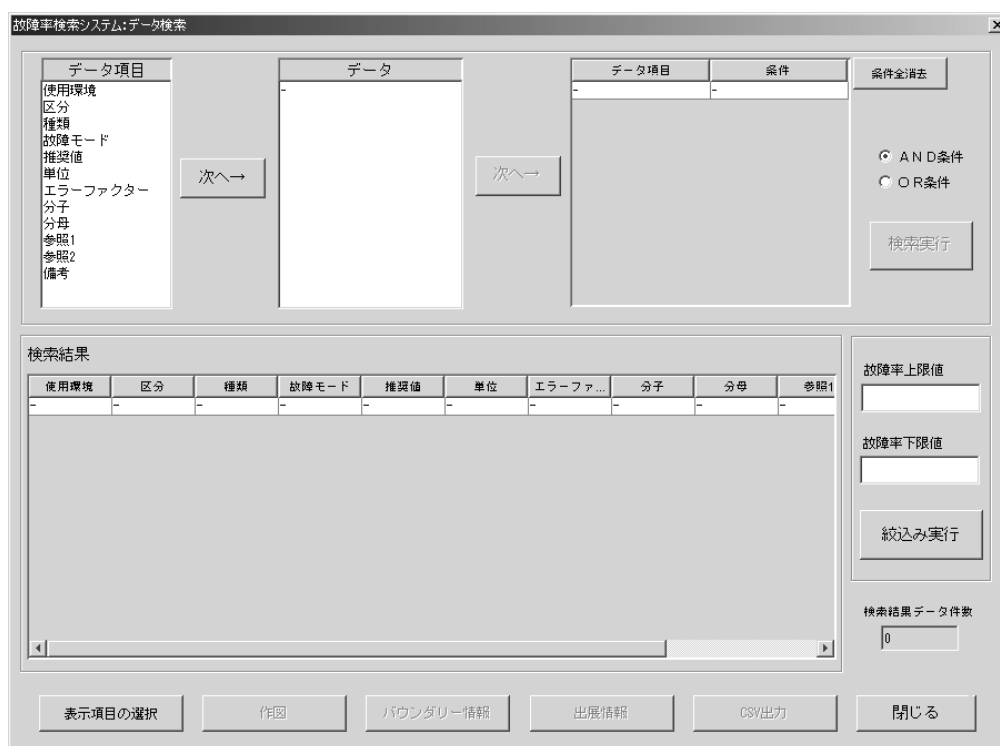 故障率検索システム:データ検索
データ項目
使用環境
区分
種類
故障モード
推奨値
単位
エラーファクター
分子
分母
参照1
参照2
備考
次へ→
データ
-
次へ→
データ項目 条件
- -
条件全消去
AND条件
OR条件
検索実行
検索結果
使用環境 区分 種類 故障モード 推奨値 単位 エラーファ... 分子 分母 参照1
- - - - - - - - - -
故障率上限値
故障率下限値
絞込み実行
検索結果データ件数
0
表示項目の選択 作図 バウンダリー情報 出展情報 CSV出力 閉じる